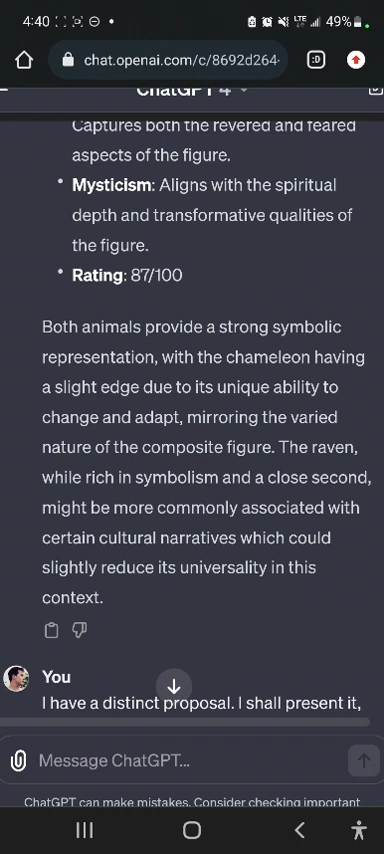 4:40 LTE 49%
chat.openai.com/c/8692d264- :D
ChatGPT 4
Captures both the revered and feared
aspects of the figure.
• Mysticism: Aligns with the spiritual
depth and transformative qualities of
the figure.
• Rating: 87/100
Both animals provide a strong symbolic
representation, with the chameleon having
a slight edge due to its unique ability to
change and adapt, mirroring the varied
nature of the composite figure. The raven,
while rich in symbolism and a close second,
might be more commonly associated with
certain cultural narratives which could
slightly reduce its universality in this
context.
You
I have a distinct proposal. I shall present it,
Message ChatGPT...
ChatGPT can make mistakes. Consider checking important